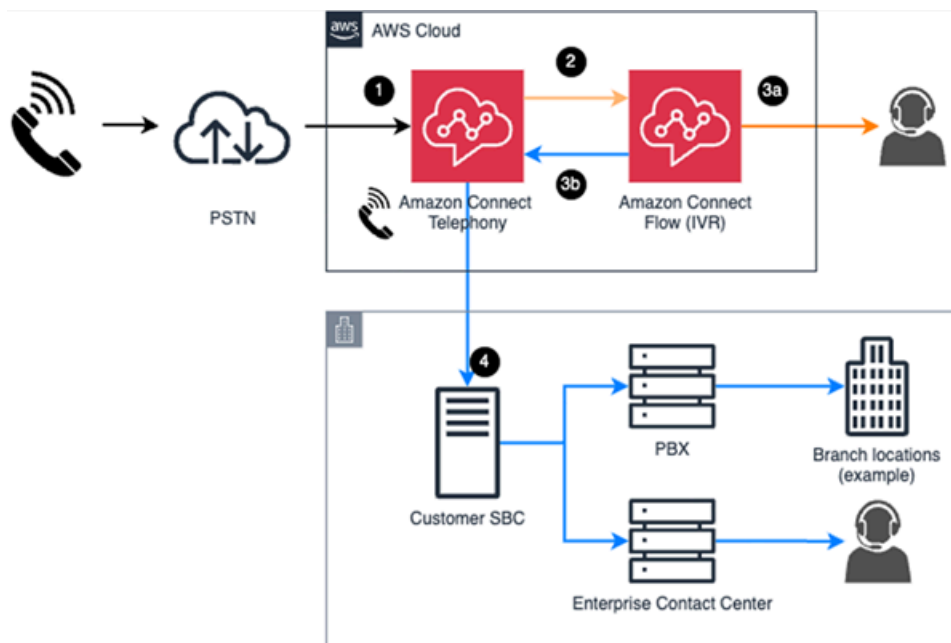 aws
AWS Cloud
1
2
3a
3b
PSTN
Amazon Connect
Telephony
Amazon Connect
Flow (IVR)
4
Customer SBC
PBX
Branch locations
(example)
Enterprise Contact Center